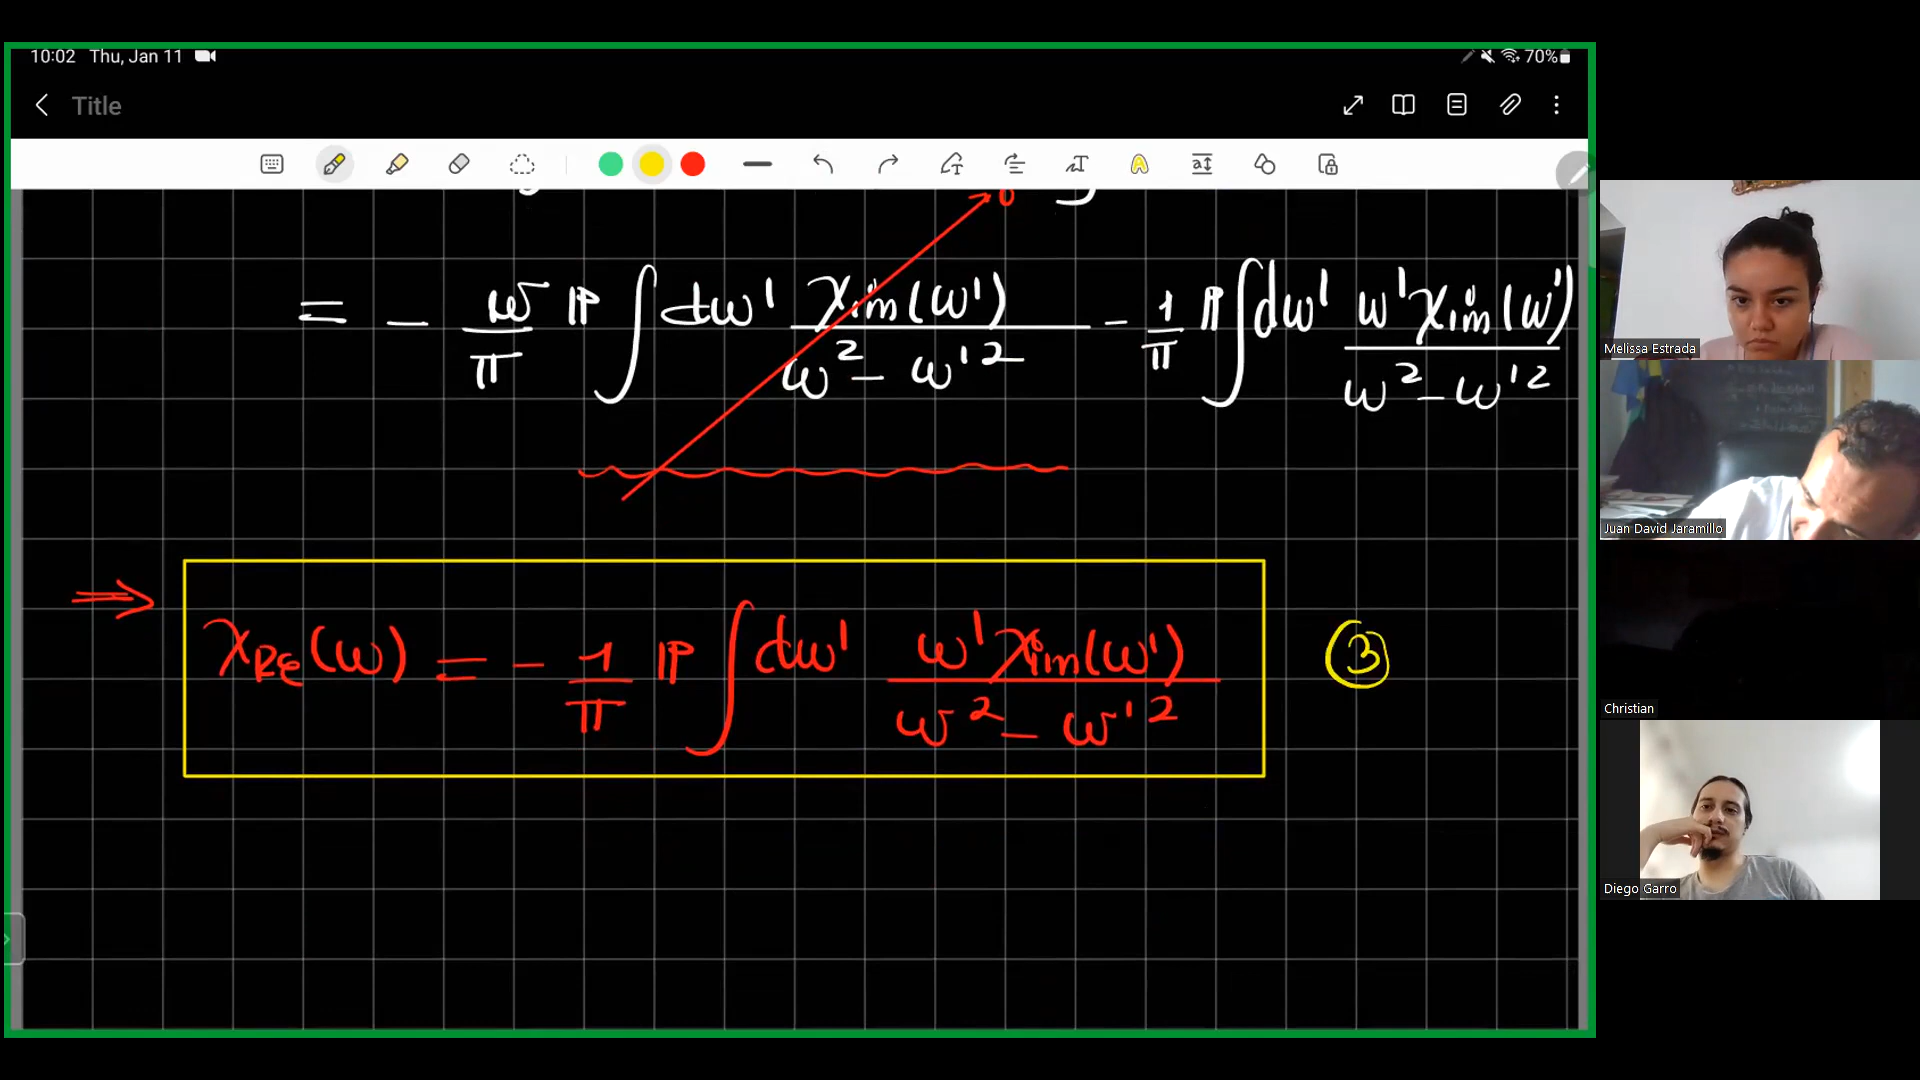 10:02 Thu, Jan 11 70%
Title
= - ω/π ℙ∫dω' χim(ω')/(ω² - ω'²) - 1/π ℙ∫dω' ω'χim(ω')/(ω² - ω'²)
0
⇒ χRe(ω) = - 1/π ℙ∫dω' ω'χim(ω')/(ω² - ω'²) ③
Melissa Estrada
Juan David Jaramillo
Christian
Diego Garro